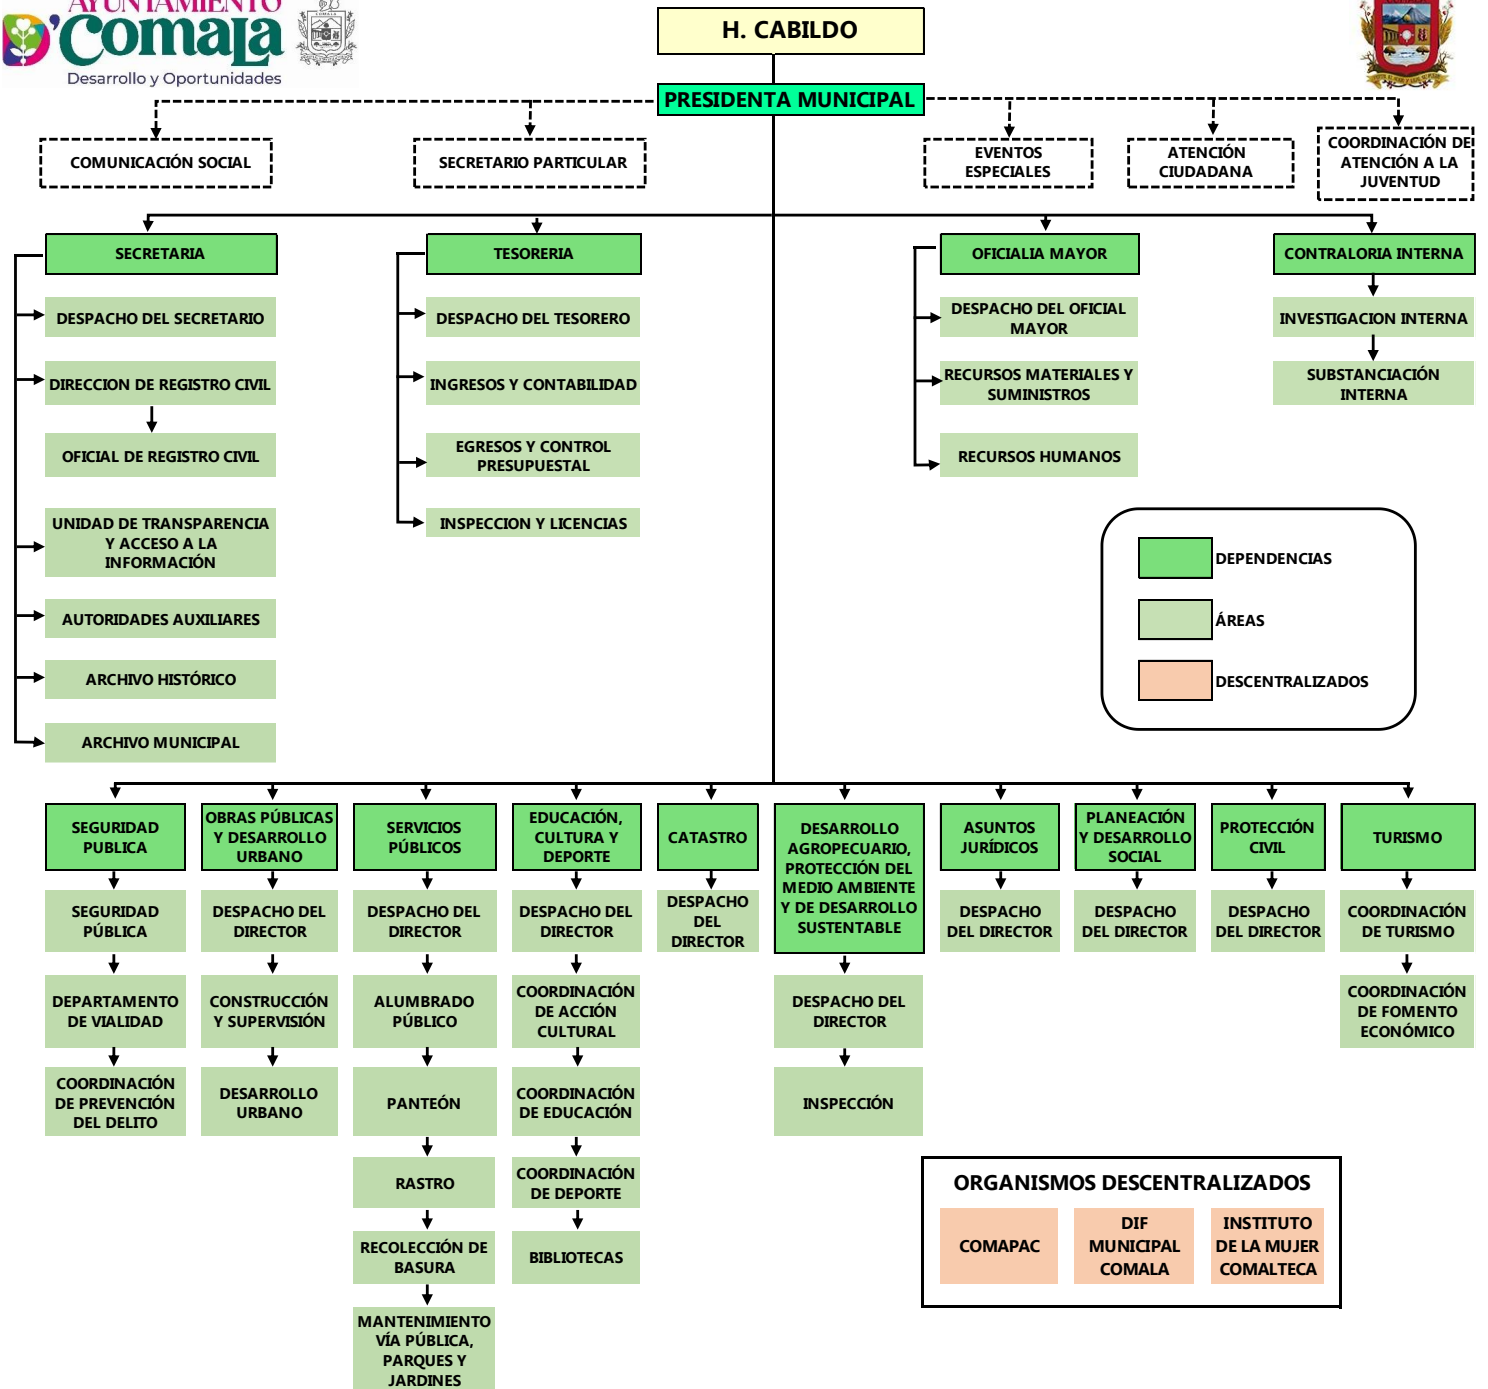 AYUNTAMIENTO
D'Comala
Desarrollo y Oportunidades
H. CABILDO
PRESIDENTA MUNICIPAL
COMUNICACIÓN SOCIAL
SECRETARIO PARTICULAR
EVENTOS
ESPECIALES
ATENCIÓN
CIUDADANA
COORDINACIÓN DE
ATENCIÓN A LA
JUVENTUD
SECRETARIA
DESPACHO DEL SECRETARIO
DIRECCION DE REGISTRO CIVIL
OFICIAL DE REGISTRO CIVIL
UNIDAD DE TRANSPARENCIA
Y ACCESO A LA
INFORMACIÓN
AUTORIDADES AUXILIARES
ARCHIVO HISTÓRICO
ARCHIVO MUNICIPAL
TESORERIA
DESPACHO DEL TESORERO
INGRESOS Y CONTABILIDAD
EGRESOS Y CONTROL
PRESUPUESTAL
INSPECCION Y LICENCIAS
OFICIALIA MAYOR
DESPACHO DEL OFICIAL
MAYOR
RECURSOS MATERIALES Y
SUMINISTROS
RECURSOS HUMANOS
CONTRALORIA INTERNA
INVESTIGACION INTERNA
SUBSTANCIACIÓN
INTERNA
DEPENDENCIAS
ÁREAS
DESCENTRALIZADOS
SEGURIDAD
PUBLICA
SEGURIDAD
PÚBLICA
DEPARTAMENTO
DE VIALIDAD
COORDINACIÓN
DE PREVENCIÓN
DEL DELITO
OBRAS PÚBLICAS
Y DESARROLLO
URBANO
DESPACHO DEL
DIRECTOR
CONSTRUCCIÓN
Y SUPERVISIÓN
DESARROLLO
URBANO
SERVICIOS
PÚBLICOS
DESPACHO DEL
DIRECTOR
ALUMBRADO
PÚBLICO
PANTEÓN
RASTRO
RECOLECCIÓN DE
BASURA
MANTENIMIENTO
VÍA PÚBLICA,
PARQUES Y
JARDINES
EDUCACIÓN,
CULTURA Y
DEPORTE
DESPACHO DEL
DIRECTOR
COORDINACIÓN
DE ACCIÓN
CULTURAL
COORDINACIÓN
DE EDUCACIÓN
COORDINACIÓN
DE DEPORTE
BIBLIOTECAS
CATASTRO
DESPACHO
DEL
DIRECTOR
DESARROLLO
AGROPECUARIO,
PROTECCIÓN DEL
MEDIO AMBIENTE
Y DE DESARROLLO
SUSTENTABLE
DESPACHO DEL
DIRECTOR
INSPECCIÓN
ASUNTOS
JURÍDICOS
DESPACHO
DEL DIRECTOR
PLANEACIÓN
Y DESARROLLO
SOCIAL
DESPACHO
DEL DIRECTOR
PROTECCIÓN
CIVIL
DESPACHO
DEL DIRECTOR
TURISMO
COORDINACIÓN
DE TURISMO
COORDINACIÓN
DE FOMENTO
ECONÓMICO
ORGANISMOS DESCENTRALIZADOS
COMAPAC
DIF
MUNICIPAL
COMALA
INSTITUTO
DE LA MUJER
COMALTECA